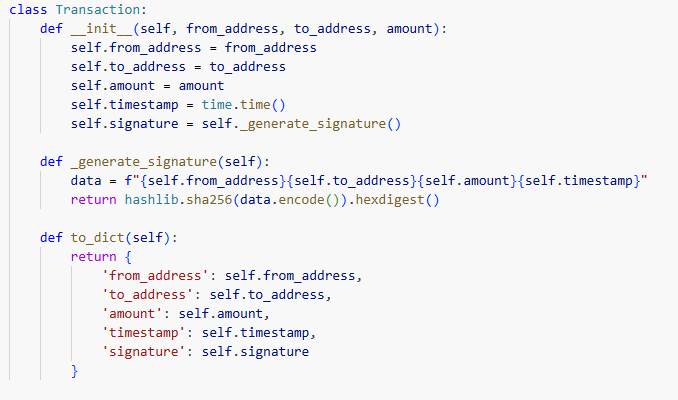 class Transaction:
    def __init__(self, from_address, to_address, amount):
        self.from_address = from_address
        self.to_address = to_address
        self.amount = amount
        self.timestamp = time.time()
        self.signature = self._generate_signature()

    def _generate_signature(self):
        data = f"{self.from_address}{self.to_address}{self.amount}{self.timestamp}"
        return hashlib.sha256(data.encode()).hexdigest()

    def to_dict(self):
        return {
            'from_address': self.from_address,
            'to_address': self.to_address,
            'amount': self.amount,
            'timestamp': self.timestamp,
            'signature': self.signature
        }